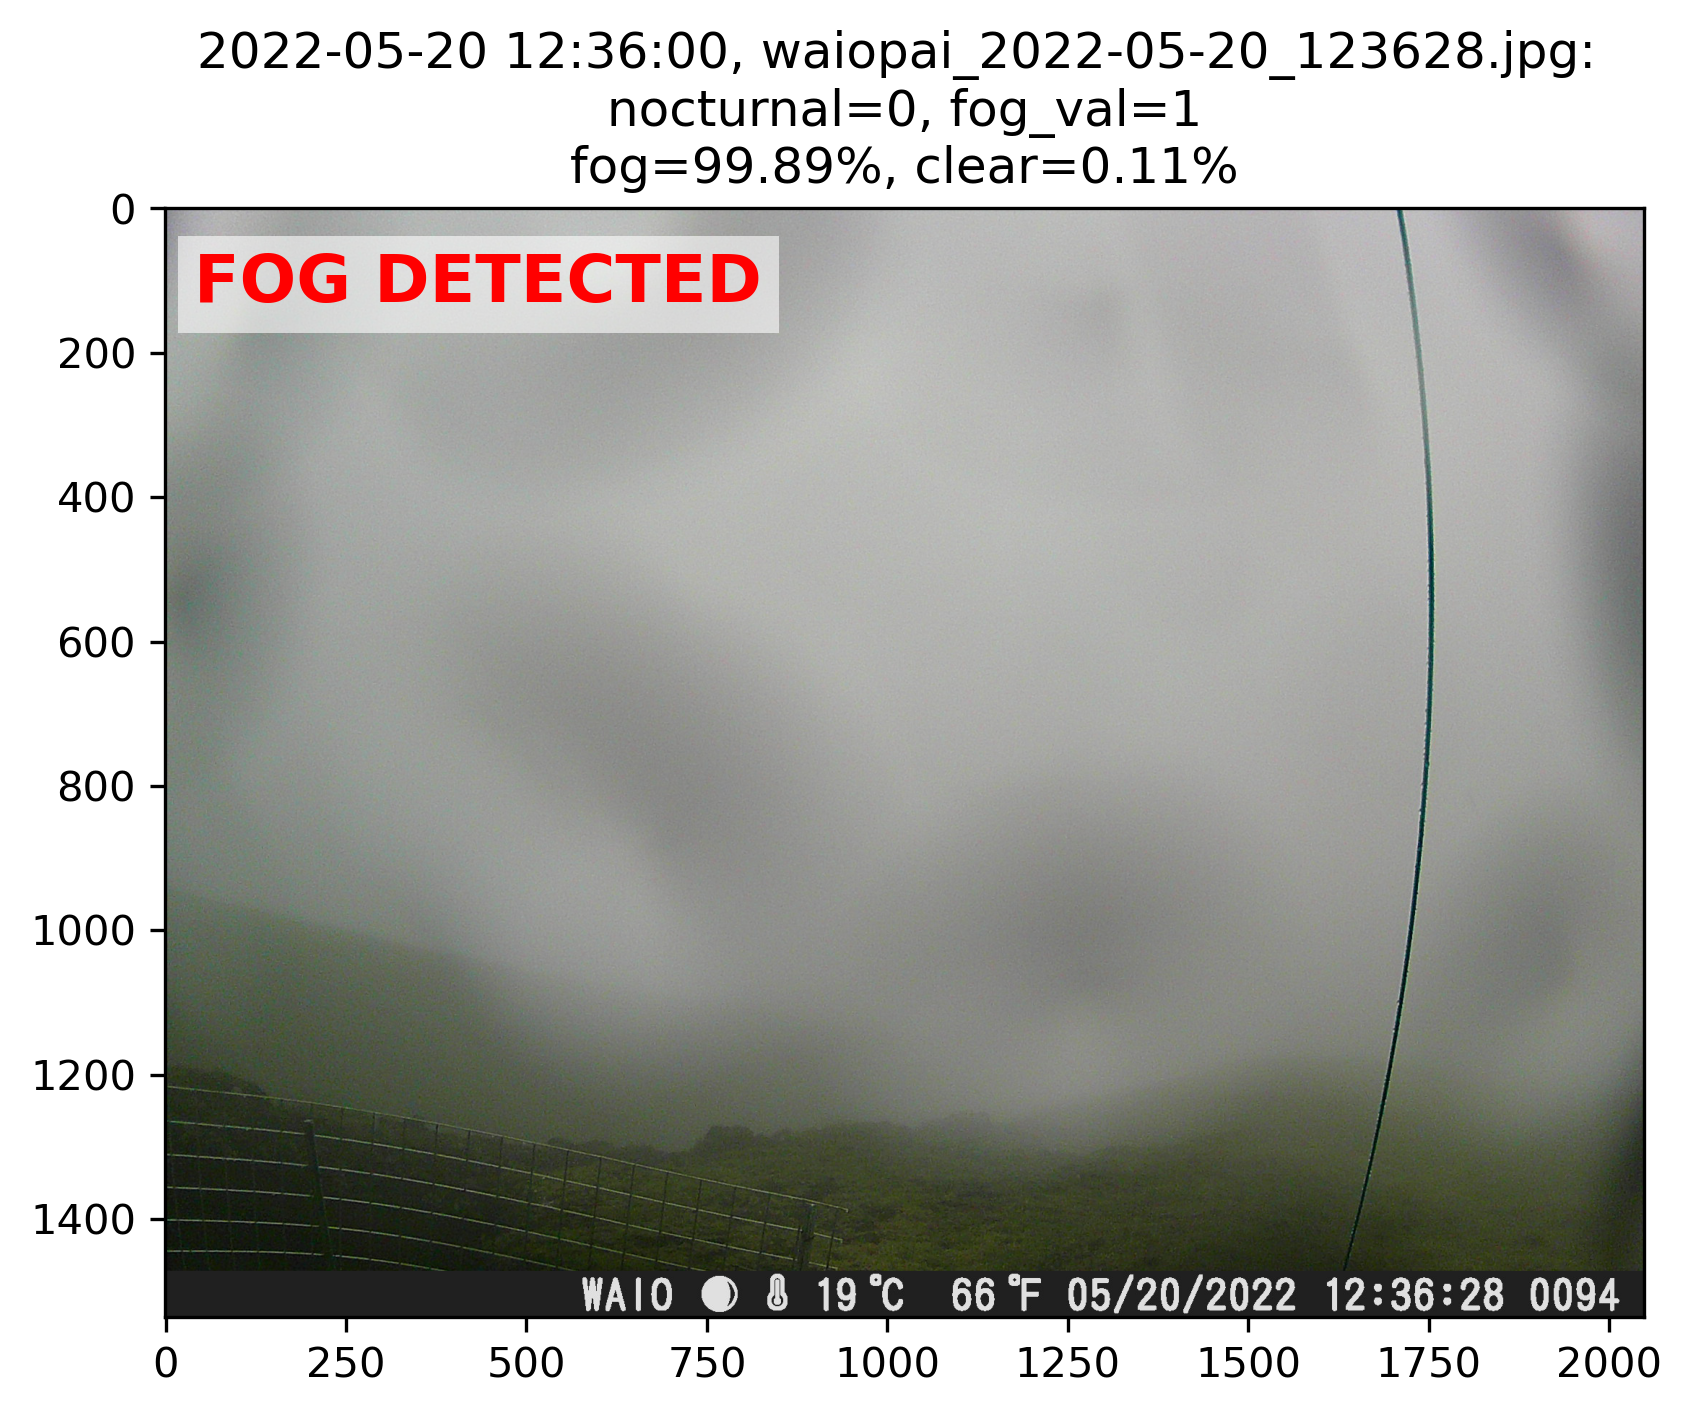 2022-05-20 12:36:00, waiopai_2022-05-20_123628.jpg:
nocturnal=0, fog_val=1
fog=99.89%, clear=0.11%
FOG DETECTED
0
200
400
600
800
1000
1200
1400
WAIO 19°C 66°F 05/20/2022 12:36:28 0094
0 250 500 750 1000 1250 1500 1750 2000